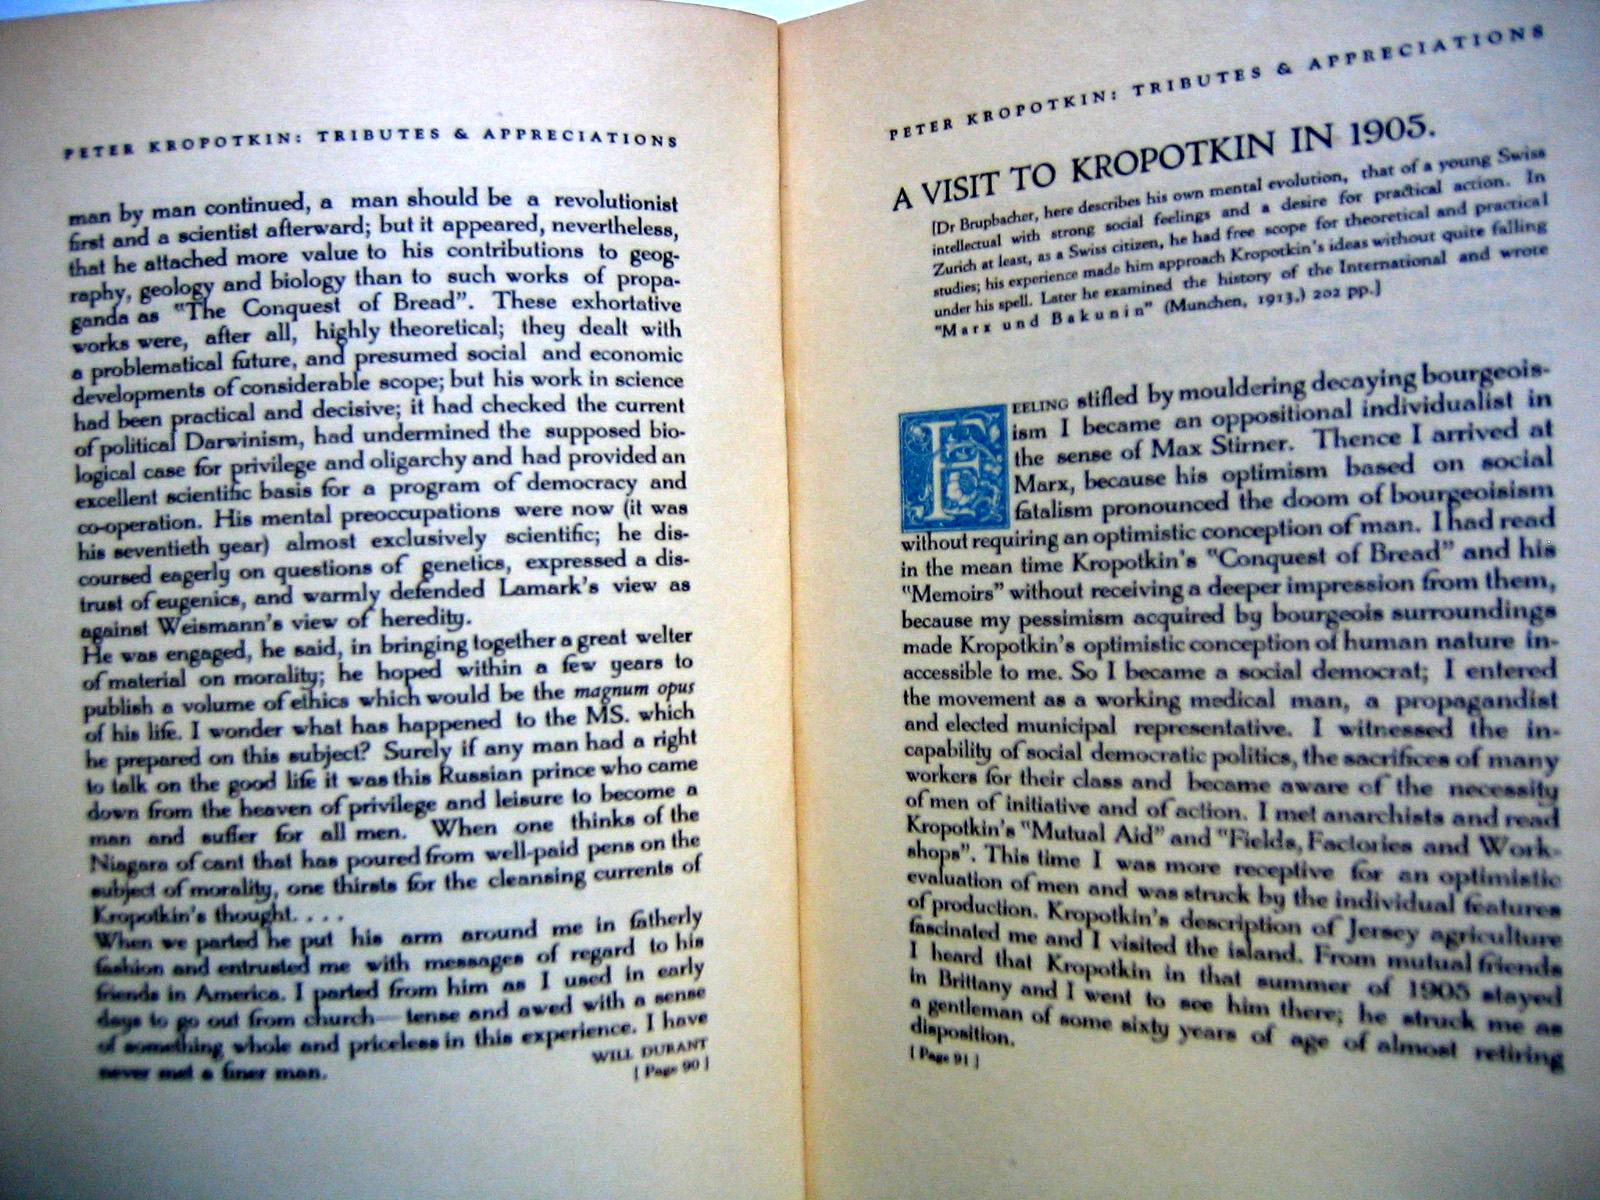 PETER KROPOTKIN: TRIBUTES & APPRECIATIONS
man by man continued, a man should be a revolutionist
first and a scientist afterward; but it appeared, nevertheless,
that he attached more value to his contributions to geog-
raphy, geology and biology than to such works of propa-
ganda as "The Conquest of Bread". These exhortative
works were, after all, highly theoretical; they dealt with
a problematical future, and presumed social and economic
developments of considerable scope; but his work in science
had been practical and decisive; it had checked the current
of political Darwinism, had undermined the supposed bio-
logical case for privilege and oligarchy and had provided an
excellent scientific basis for a program of democracy and
co-operation. His mental preoccupations were now (it was
his seventieth year) almost exclusively scientific; he dis-
coursed eagerly on questions of genetics, expressed a dis-
trust of eugenics, and warmly defended Lamark's view as
against Weismann's view of heredity.
He was engaged, he said, in bringing together a great welter
of material on morality; he hoped within a few years to
publish a volume of ethics which would be the magnum opus
of his life. I wonder what has happened to the MS. which
he prepared on this subject? Surely if any man had a right
to talk on the good life it was this Russian prince who came
down from the heaven of privilege and leisure to become a
man and suffer for all men. When one thinks of the
Niagara of cant that has poured from well-paid pens on the
subject of morality, one thirsts for the cleansing currents of
Kropotkin's thought. . . .
When we parted he put his arm around me in fatherly
fashion and entrusted me with messages of regard to his
friends in America. I parted from him as I used in early
days to go out from church—tense and awed with a sense
of something whole and priceless in this experience. I have
never met a finer man.
WILL DURANT
[ Page 90 ]
PETER KROPOTKIN: TRIBUTES & APPRECIATIONS
A VISIT TO KROPOTKIN IN 1905.
[Dr Brupbacher, here describes his own mental evolution, that of a young Swiss
intellectual with strong social feelings and a desire for practical action. In
Zurich at least, as a Swiss citizen, he had free scope for theoretical and practical
studies; his experience made him approach Kropotkin's ideas without quite falling
under his spell. Later he examined the history of the International and wrote
"Marx und Bakunin" (Munchen, 1913,) 202 pp.]
FEELING stifled by mouldering decaying bourgeois-
ism I became an oppositional individualist in
the sense of Max Stirner. Thence I arrived at
Marx, because his optimism based on social
fatalism pronounced the doom of bourgeoisism
without requiring an optimistic conception of man. I had read
in the mean time Kropotkin's "Conquest of Bread" and his
"Memoirs" without receiving a deeper impression from them,
because my pessimism acquired by bourgeois surroundings
made Kropotkin's optimistic conception of human nature in-
accessible to me. So I became a social democrat; I entered
the movement as a working medical man, a propagandist
and elected municipal representative. I witnessed the in-
capability of social democratic politics, the sacrifices of many
workers for their class and became aware of the necessity
of men of initiative and of action. I met anarchists and read
Kropotkin's "Mutual Aid" and "Fields, Factories and Work-
shops". This time I was more receptive for an optimistic
evaluation of men and was struck by the individual features
of production. Kropotkin's description of Jersey agriculture
fascinated me and I visited the island. From mutual friends
I heard that Kropotkin in that summer of 1905 stayed
in Brittany and I went to see him there; he struck me as
a gentleman of some sixty years of age of almost retiring
disposition.
[ Page 91 ]